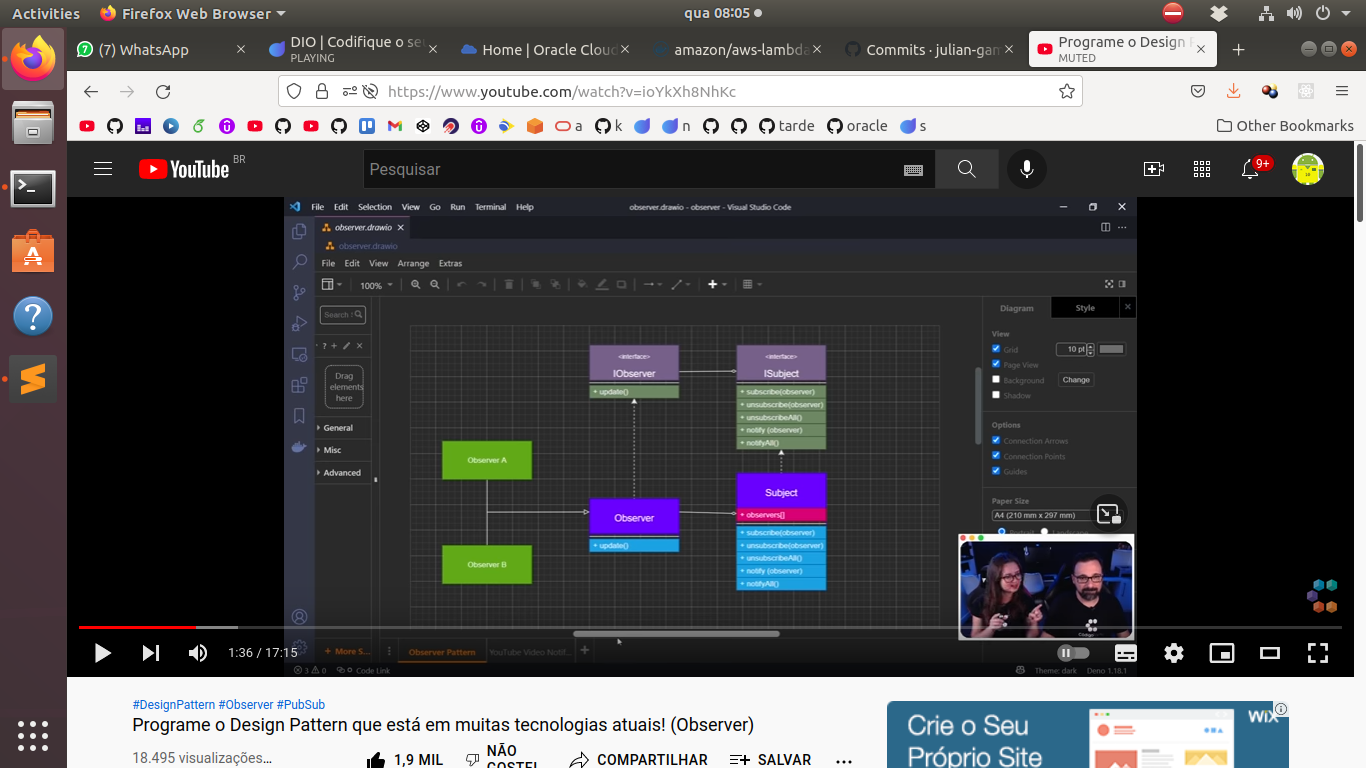 Activities Firefox Web Browser qua 08:05
(7) WhatsApp DIO | Codifique o se PLAYING Home | Oracle Cloud amazon/aws-lambda Commits · julian-gar Programe o Design MUTED
https://www.youtube.com/watch?v=ioYkXh8NhKc
a k n tarde oracle s Other Bookmarks
YouTube BR Pesquisar 9+
File Edit Selection View Go Run Terminal Help observer.drawio - observer - Visual Studio Code
observer.drawio
observer.drawio
File Edit View Arrange Extras
100%
Search
Drag elements here
General
Misc
Advanced
<interface>
IObserver
+ update()
<interface>
ISubject
+ subscribe(observer)
+ unsubscribe(observer)
+ unsubscribeAll()
+ notify (observer)
+ notifyAll()
Observer A
Observer B
Observer
+ update()
Subject
+ observers[]
+ subscribe(observer)
+ unsubscribe(observer)
+ unsubscribeAll()
+ notify (observer)
+ notifyAll()
Diagram Style
View
Grid 10 pt
Page View
Background Change
Shadow
Options
Connection Arrows
Connection Points
Guides
Paper Size
A4 (210 mm x 297 mm)
Portrait Landscape
+ More S... Observer Pattern YouTube Video Notif...
3 0 Code Link Theme: dark Deno 1.18.1
1:36 / 17:15
#DesignPattern #Observer #PubSub
Programe o Design Pattern que está em muitas tecnologias atuais! (Observer)
18.495 visualizações... 1,9 MIL NÃO GOSTEI COMPARTILHAR SALVAR
Crie o Seu
Próprio Site
WiX